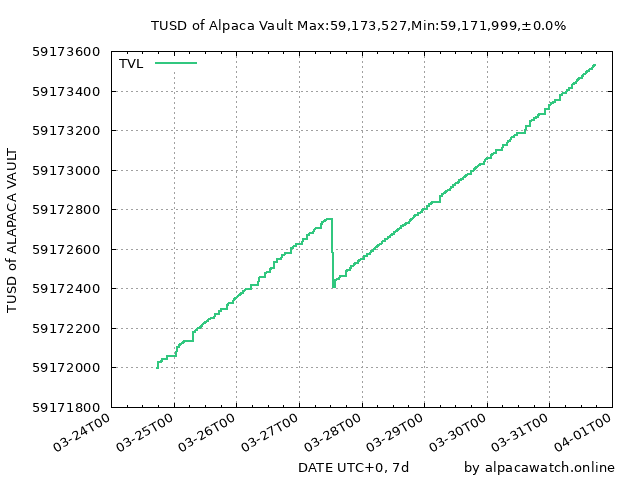 TUSD of Alpaca Vault Max:59,173,527,Min:59,171,999,±0.0%
TVL
TUSD of ALAPACA VAULT
59173600
59173400
59173200
59173000
59172800
59172600
59172400
59172200
59172000
59171800
03-24T00
03-25T00
03-26T00
03-27T00
03-28T00
03-29T00
03-30T00
03-31T00
04-01T00
DATE UTC+0, 7d
by alpacawatch.online